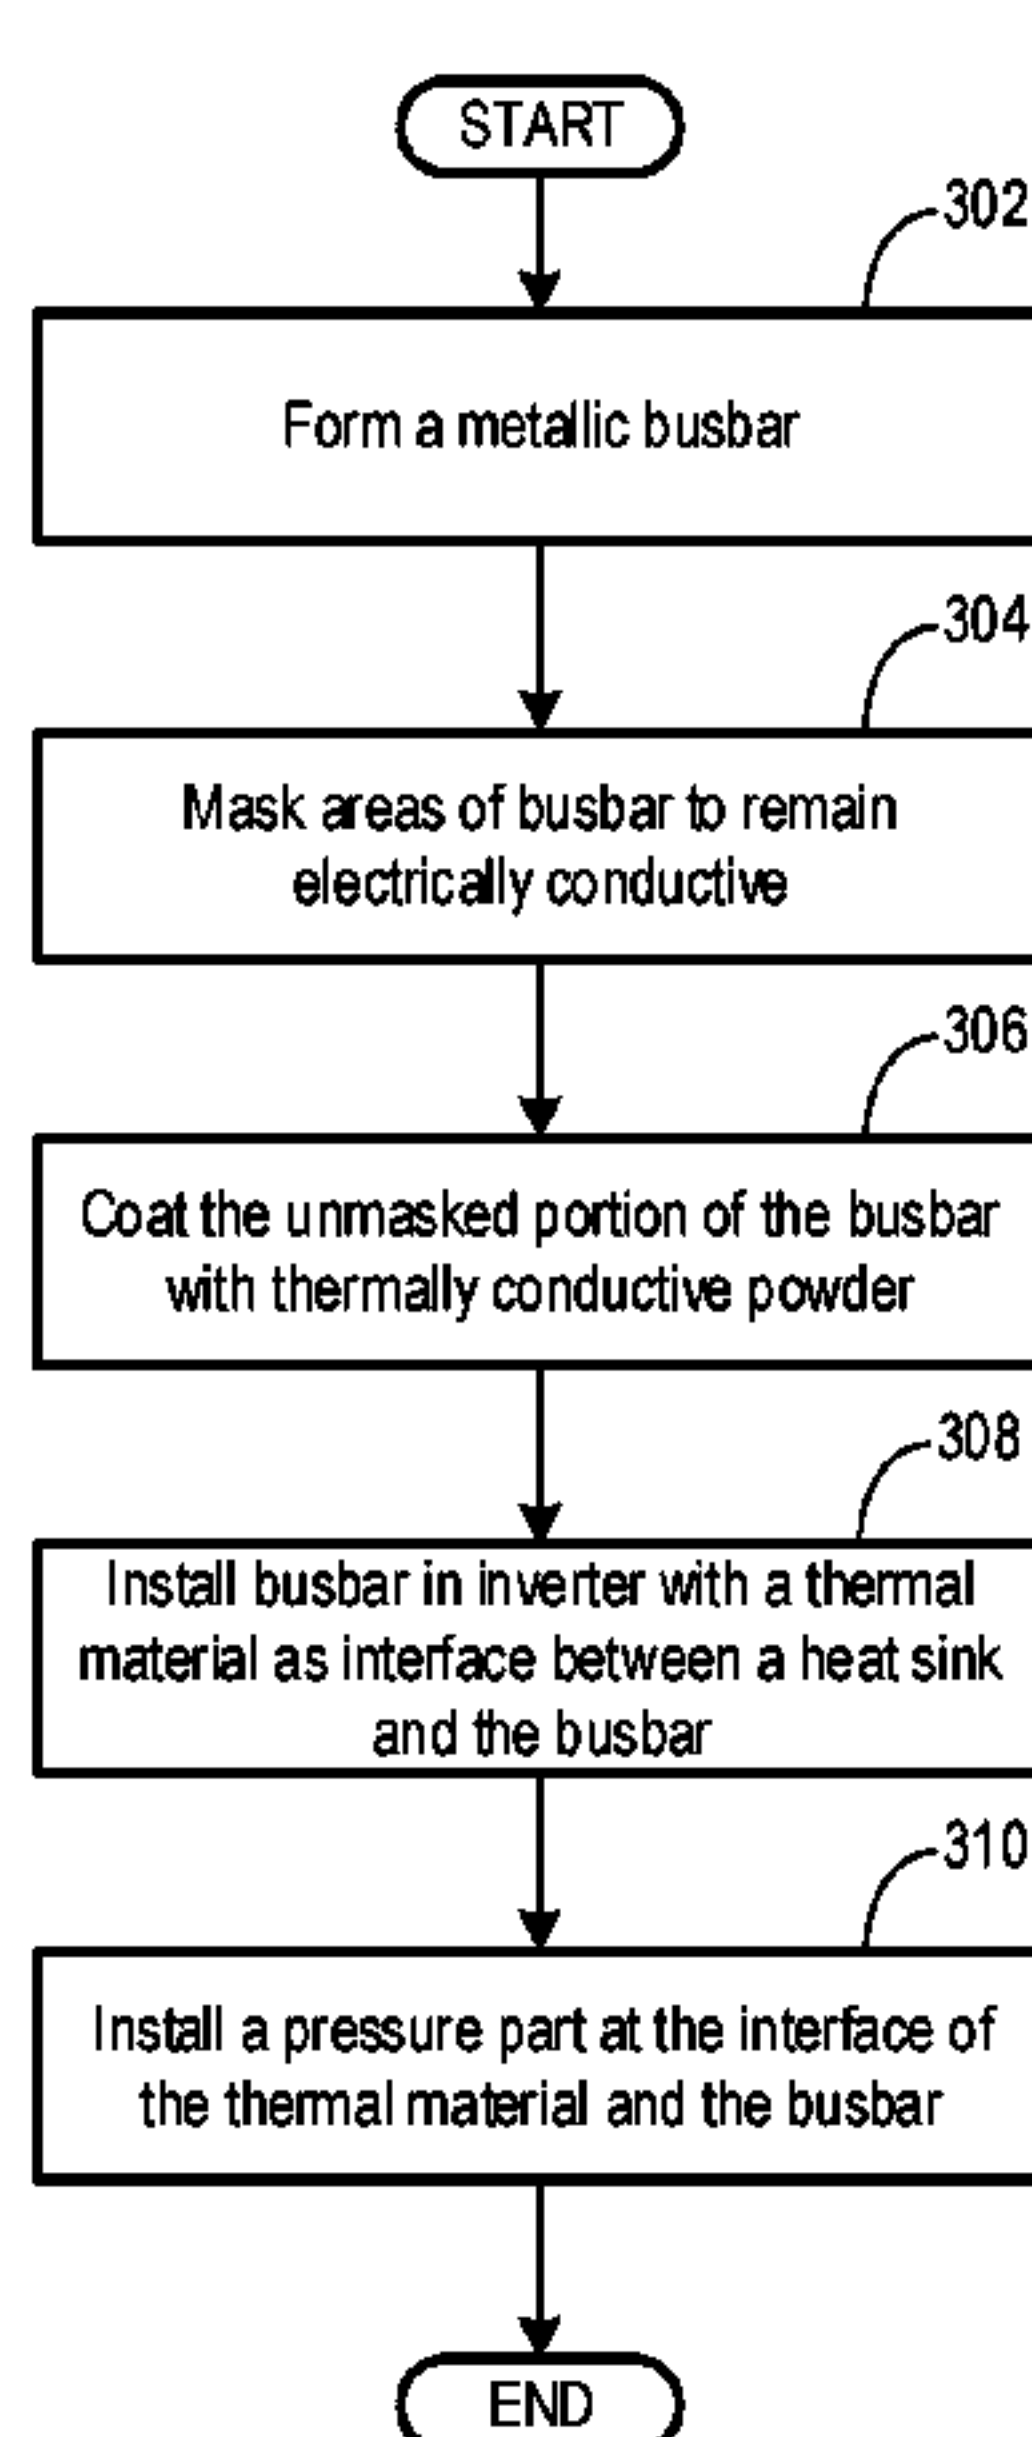 START
302
Form a metallic busbar
304
Mask areas of busbar to remain
electrically conductive
306
Coat the unmasked portion of the busbar
with thermally conductive powder
308
Install busbar in inverter with a thermal
material as interface between a heat sink
and the busbar
310
Install a pressure part at the interface of
the thermal material and the busbar
END